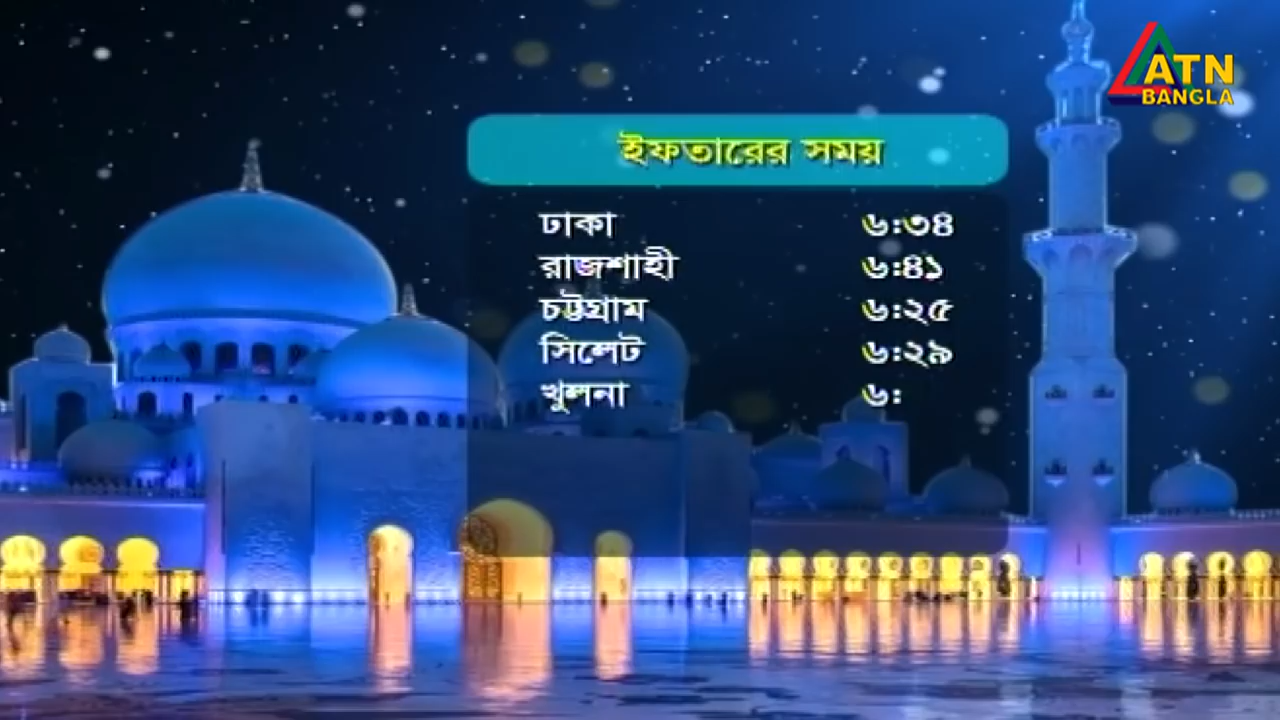 ATN
BANGLA
ইফতারের সময়
ঢাকা ৬:৩৪
রাজশাহী ৬:৪১
চট্টগ্রাম ৬:২৫
সিলেট ৬:২৯
খুলনা ৬: